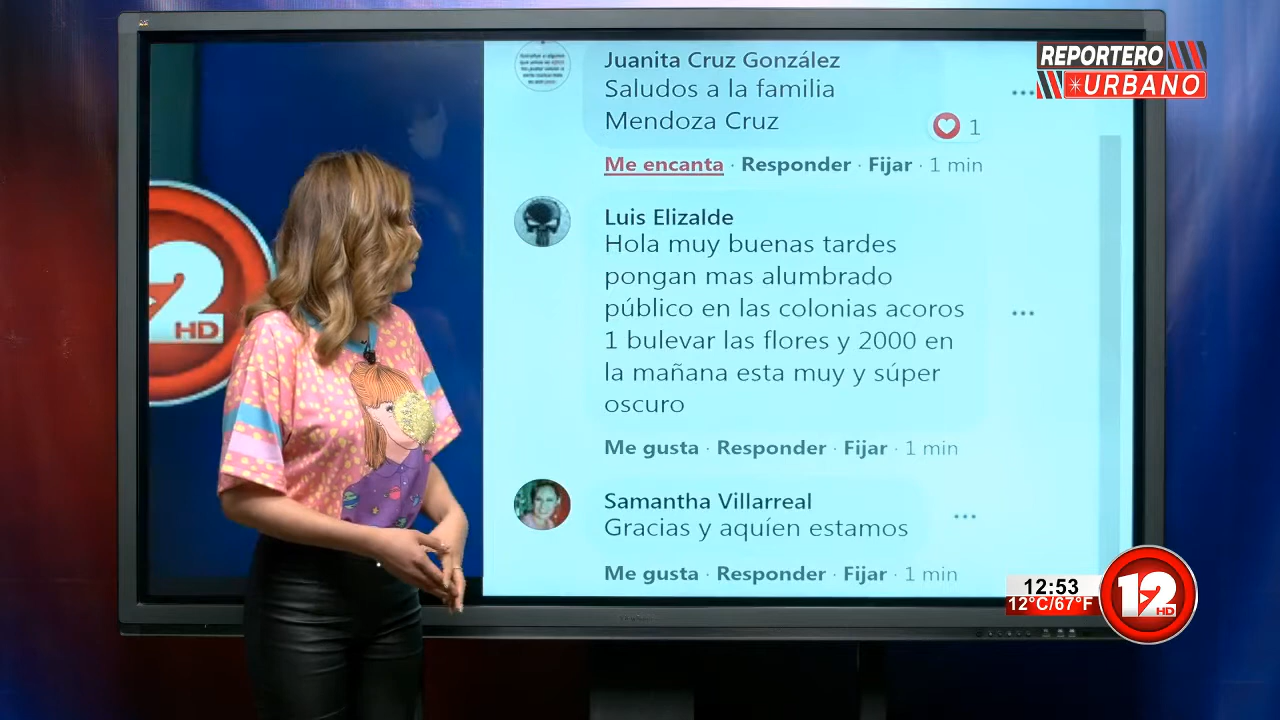 REPORTERO
URBANO
Juanita Cruz González
Saludos a la familia
Mendoza Cruz
1
Me encanta · Responder · Fijar · 1 min
Luis Elizalde
Hola muy buenas tardes
pongan mas alumbrado
público en las colonias acoros
1 bulevar las flores y 2000 en
la mañana esta muy y súper
oscuro
Me gusta · Responder · Fijar · 1 min
Samantha Villarreal
Gracias y aquíen estamos
Me gusta · Responder · Fijar · 1 min
2
HD
12:53
12°C/67°F
12
HD